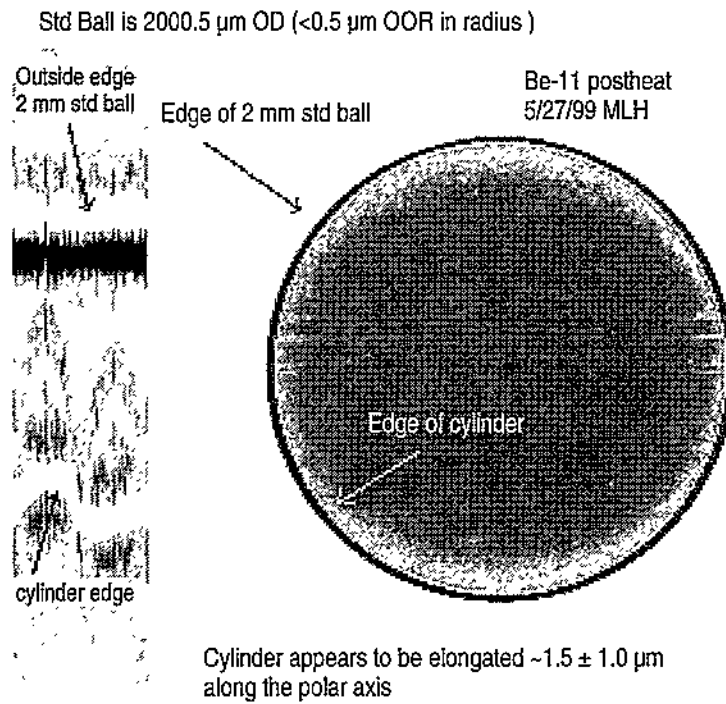 Std Ball is 2000.5 µm OD (<0.5 µm OOR in radius )
Outside edge
2 mm std ball
Edge of 2 mm std ball
Be-11 postheat
5/27/99 MLH
Edge of cylinder
cylinder edge
Cylinder appears to be elongated ~1.5 ± 1.0 µm
along the polar axis